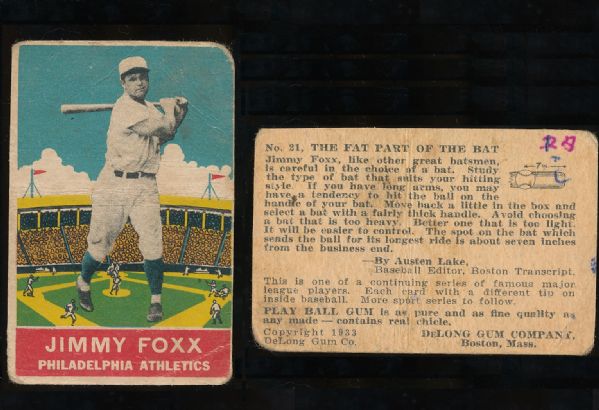 JIMMY FOXX
PHILADELPHIA ATHLETICS
No. 21, THE FAT PART OF THE BAT
Jimmy Foxx, like other great batsmen,
is careful in the choice of a bat. Study
the type of bat that suits your hitting
style. If you have long arms, you may
have a tendency to hit the ball on the
handle of your bat. Move back a little in the box and
select a bat with a fairly thick handle. Avoid choosing
a bat that is too heavy. Better one that is too light.
It will be easier to control. The spot on the bat which
sends the ball for its longest ride is about seven inches
from the business end.
—By Austen Lake,
Baseball Editor, Boston Transcript.
This is one of a continuing series of famous major
league players. Each card with a different tip on
inside baseball. More sport series to follow.
PLAY BALL GUM is as pure and as fine quality as
any made — contains real chicle.
Copyright 1933 DeLONG GUM COMPANY,
DeLong Gum Co. Boston, Mass.